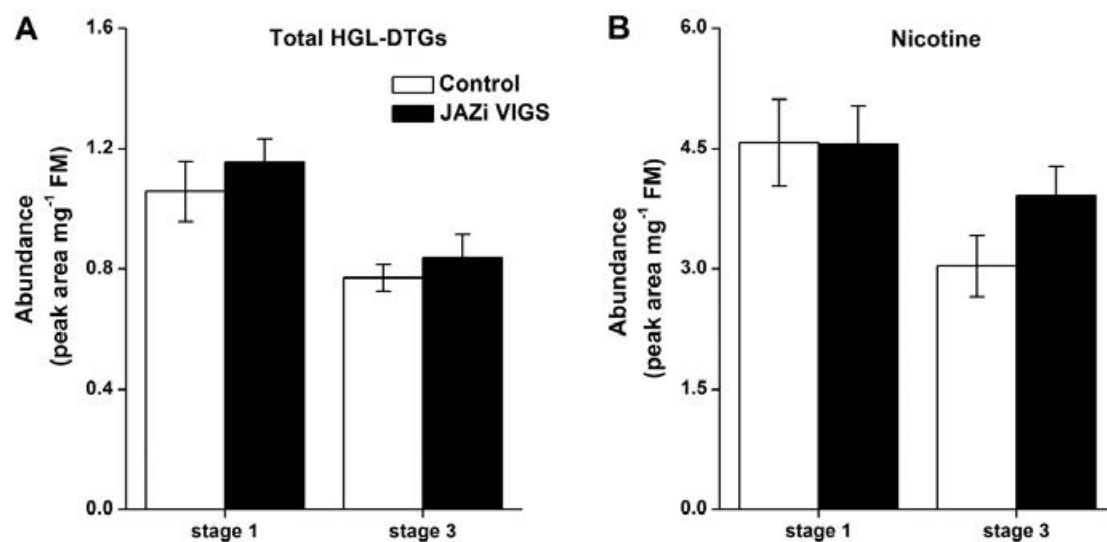 A
Total HGL-DTGs
Control
JAZi VIGS
Abundance
(peak area mg⁻¹ FM)
1.6
1.2
0.8
0.4
0.0
stage 1 stage 3
B
Nicotine
Abundance
(peak area mg⁻¹ FM)
6.0
4.5
3.0
1.5
0.0
stage 1 stage 3